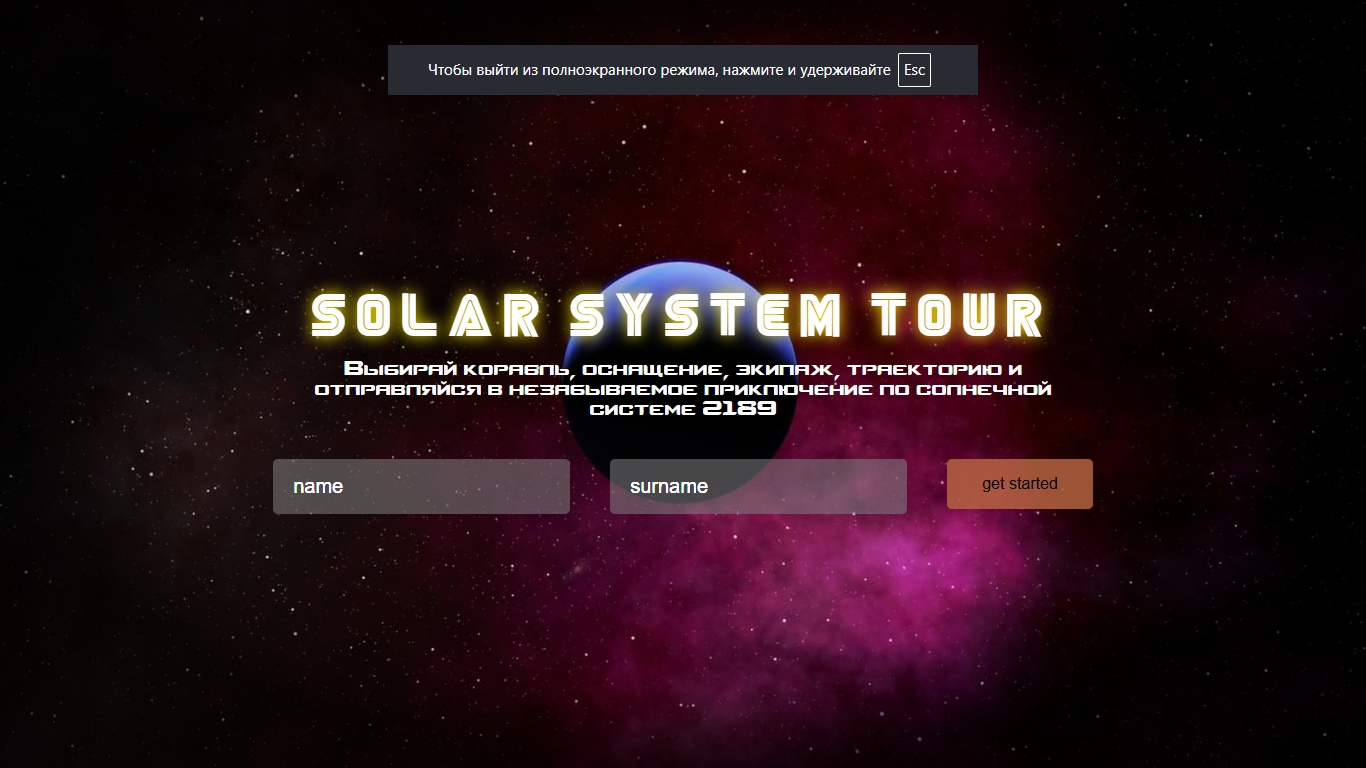 Чтобы выйти из полноэкранного режима, нажмите и удерживайте Esc
SOLAR SYSTEM TOUR
Выбирай корабль, оснащение, экипаж, траекторию и
отправляйся в незабываемое приключение по солнечной
системе 2189
name surname get started